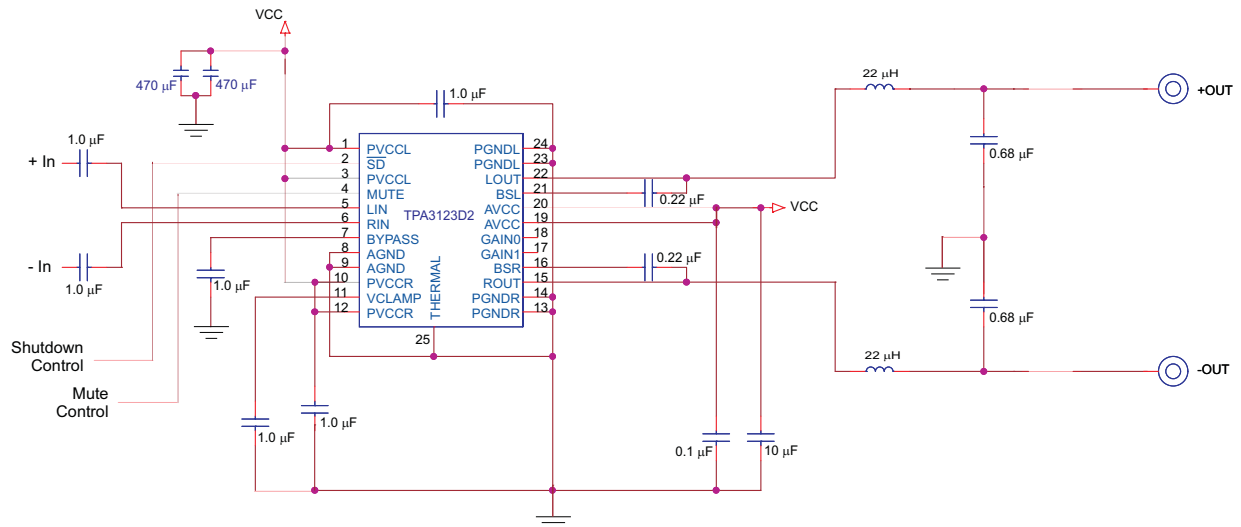 VCC
470 µF
470 µF
1.0 µF
22 µH
+OUT
1.0 µF
+ In
0.68 µF
1 PVCCL
2 SD
3 PVCCL
4 MUTE
5 LIN
6 RIN
7 BYPASS
8 AGND
9 AGND
10 PVCCR
11 VCLAMP
12 PVCCR
TPA3123D2
THERMAL
25
PGNDL 24
PGNDL 23
LOUT 22
BSL 21
AVCC 20
AVCC 19
GAIN0 18
GAIN1 17
BSR 16
ROUT 15
PGNDR 14
PGNDR 13
0.22 µF
VCC
0.22 µF
- In
1.0 µF
1.0 µF
0.68 µF
Shutdown
Control
Mute
Control
22 µH
-OUT
1.0 µF
1.0 µF
0.1 µF
10 µF